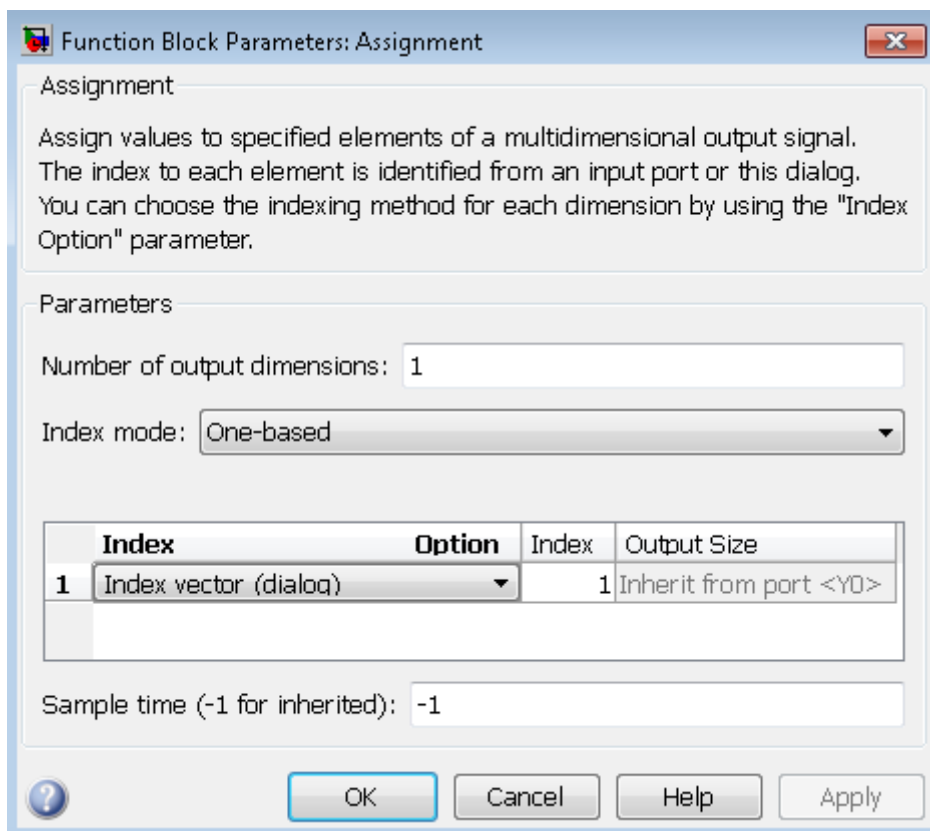 Function Block Parameters: Assignment
Assignment
Assign values to specified elements of a multidimensional output signal.
The index to each element is identified from an input port or this dialog.
You can choose the indexing method for each dimension by using the "Index
Option" parameter.
Parameters
Number of output dimensions: 1
Index mode: One-based
Index Option Index Output Size
1 Index vector (dialog) 1 Inherit from port <Y0>
Sample time (-1 for inherited): -1
OK Cancel Help Apply